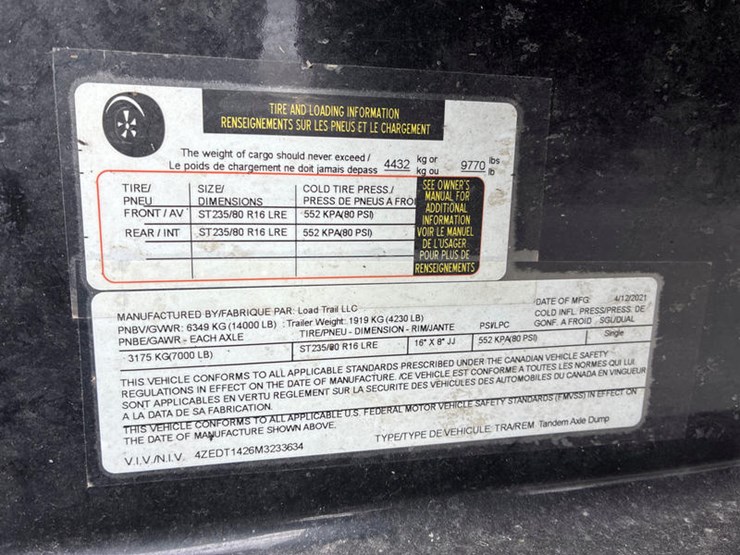 TIRE AND LOADING INFORMATION
RENSEIGNEMENTS SUR LES PNEUS ET LE CHARGEMENT
The weight of cargo should never exceed / 4432 kg or 9770 lbs
Le poids de chargement ne doit jamais depass kg ou lb
TIRE/ SIZE/ COLD TIRE PRESS./
PNEU DIMENSIONS PRESS DE PNEUS A FROI
FRONT / AV ST235/80 R16 LRE 552 KPA(80 PSI)
REAR / INT ST235/80 R16 LRE 552 KPA(80 PSI)
SEE OWNER'S
MANUAL FOR
ADDITIONAL
INFORMATION
VOIR LE MANUEL
DE L'USAGER
POUR PLUS DE
RENSEIGNEMENTS
MANUFACTURED BY/FABRIQUE PAR: Load Trail LLC DATE OF MFG: 4/12/2021
PNBV/GVWR: 6349 KG (14000 LB) : Trailer Weight: 1919 KG (4230 LB) COLD INFL. PRESS/PRESS. DE
PNBE/GAWR - EACH AXLE TIRE/PNEU - DIMENSION - RIM/JANTE PSI/LPC GONF. A FROID SGL/DUAL
3175 KG(7000 LB) ST235/80 R16 LRE 16" X 8" JJ 552 KPA(80 PSI) Single
THIS VEHICLE CONFORMS TO ALL APPLICABLE STANDARDS PRESCRIBED UNDER THE CANADIAN VEHICLE SAFETY
REGULATIONS IN EFFECT ON THE DATE OF MANUFACTURE. /CE VEHICLE EST CONFORME A TOUTES LES NORMES QUI LUI
SONT APPLICABLES EN VERTU REGLEMENT SUR LA SECURITE DES VEHICULES DES AUTOMOBILES DU CANADA EN VINGUEUR
A LA DATA DE SA FABRICATION.
THIS VEHICLE CONFORMS TO ALL APPLICABLE U.S. FEDERAL MOTOR VEHICLE SAFETY STANDARDS (FMVSS) IN EFFECT ON
THE DATE OF MANUFACTURE SHOWN ABOVE.
V.I.V./N.I.V. 4ZEDT1426M3233634 TYPE/TYPE DE VEHICULE: TRA/REM. Tandem Axle Dump